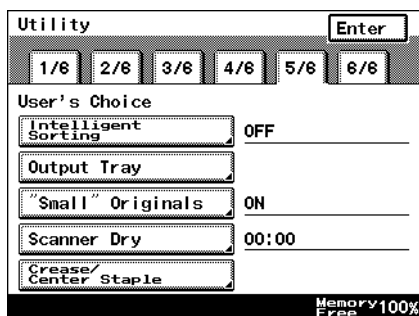 Utility
Enter
1/6 2/6 3/6 4/6 5/6 6/6
User's Choice
Intelligent
Sorting
OFF
Output Tray
"Small" Originals
ON
Scanner Dry
00:00
Crease/
Center Staple
Memory
Free 100%